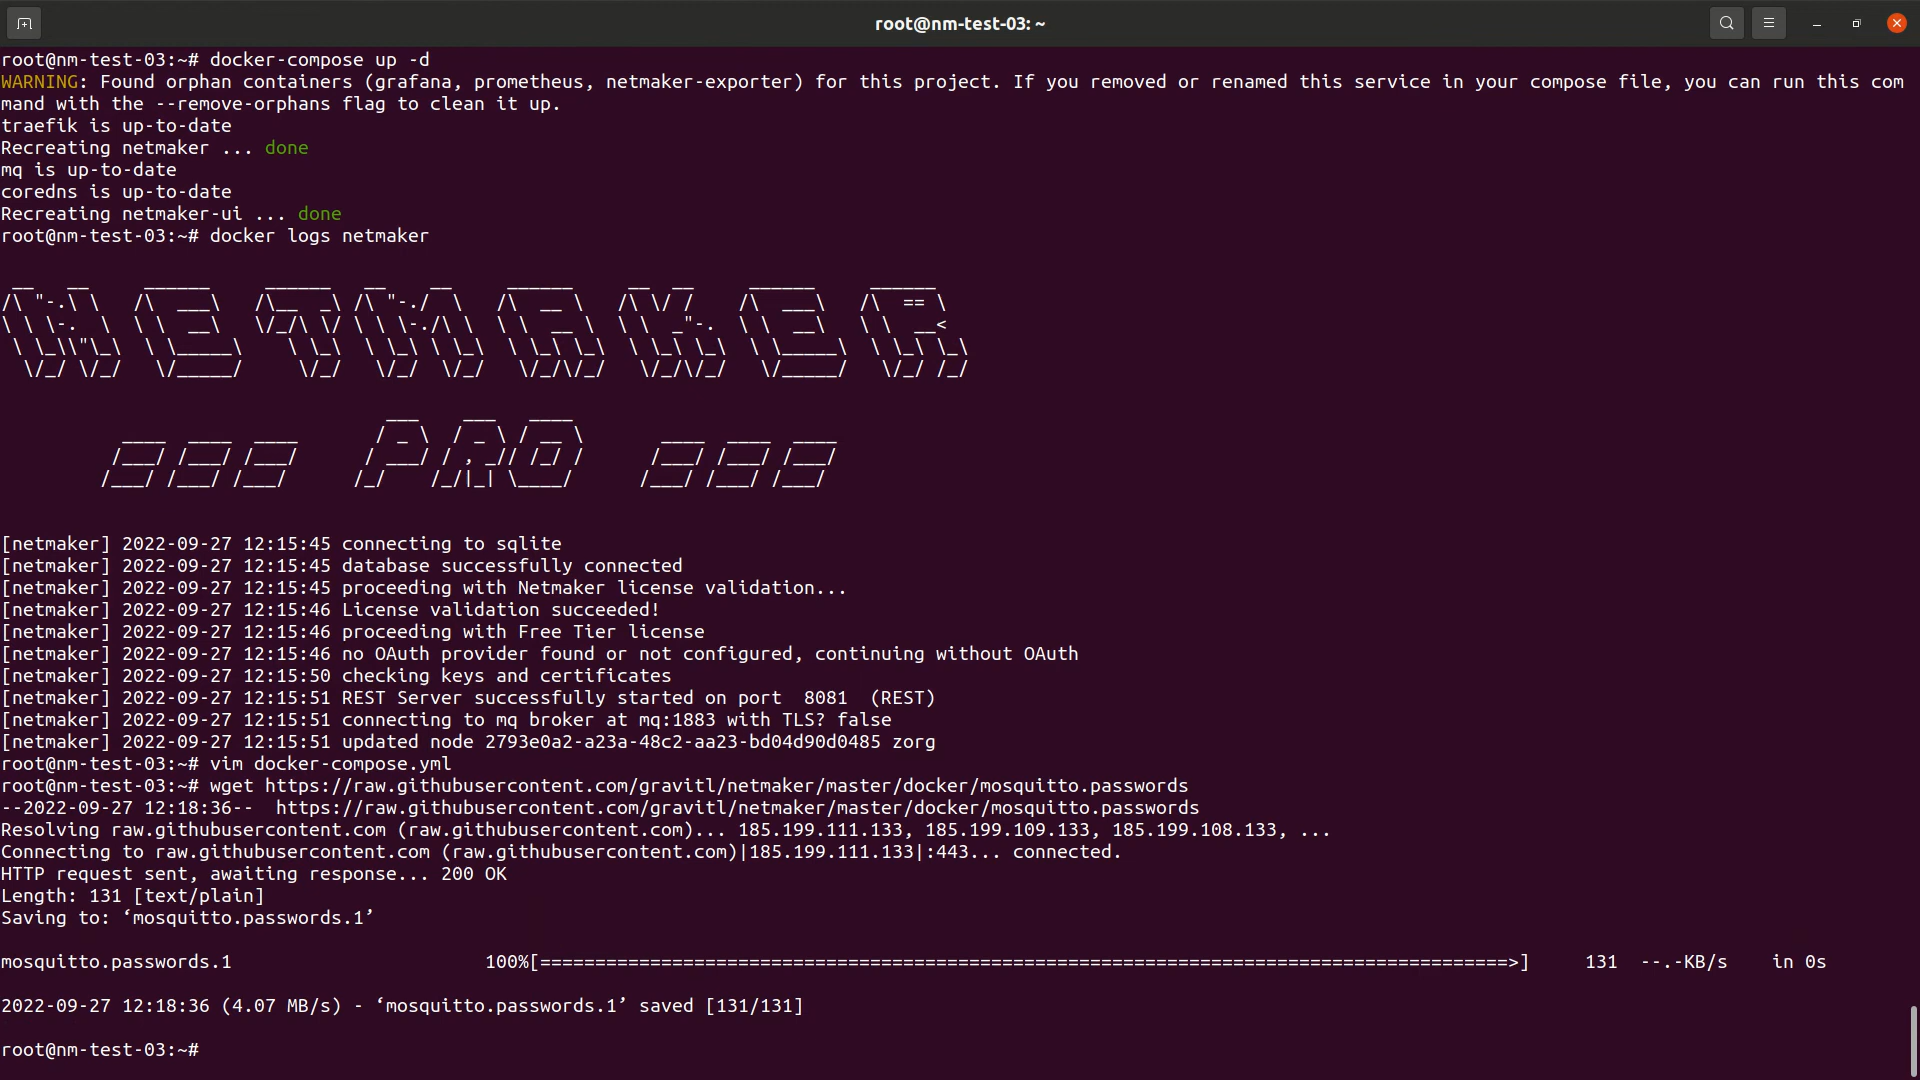 root@nm-test-03: ~
root@nm-test-03:~# docker-compose up -d
WARNING: Found orphan containers (grafana, prometheus, netmaker-exporter) for this project. If you removed or renamed this service in your compose file, you can run this com
mand with the --remove-orphans flag to clean it up.
traefik is up-to-date
Recreating netmaker ... done
mq is up-to-date
coredns is up-to-date
Recreating netmaker-ui ... done
root@nm-test-03:~# docker logs netmaker
NETMAKER
PRO
[netmaker] 2022-09-27 12:15:45 connecting to sqlite
[netmaker] 2022-09-27 12:15:45 database successfully connected
[netmaker] 2022-09-27 12:15:45 proceeding with Netmaker license validation...
[netmaker] 2022-09-27 12:15:46 License validation succeeded!
[netmaker] 2022-09-27 12:15:46 proceeding with Free Tier license
[netmaker] 2022-09-27 12:15:46 no OAuth provider found or not configured, continuing without OAuth
[netmaker] 2022-09-27 12:15:50 checking keys and certificates
[netmaker] 2022-09-27 12:15:51 REST Server successfully started on port  8081  (REST)
[netmaker] 2022-09-27 12:15:51 connecting to mq broker at mq:1883 with TLS? false
[netmaker] 2022-09-27 12:15:51 updated node 2793e0a2-a23a-48c2-aa23-bd04d90d0485 zorg
root@nm-test-03:~# vim docker-compose.yml
root@nm-test-03:~# wget https://raw.githubusercontent.com/gravitl/netmaker/master/docker/mosquitto.passwords
--2022-09-27 12:18:36--  https://raw.githubusercontent.com/gravitl/netmaker/master/docker/mosquitto.passwords
Resolving raw.githubusercontent.com (raw.githubusercontent.com)... 185.199.111.133, 185.199.109.133, 185.199.108.133, ...
Connecting to raw.githubusercontent.com (raw.githubusercontent.com)|185.199.111.133|:443... connected.
HTTP request sent, awaiting response... 200 OK
Length: 131 [text/plain]
Saving to: ‘mosquitto.passwords.1’
mosquitto.passwords.1 100%[========================================================================================>] 131 --.-KB/s in 0s
2022-09-27 12:18:36 (4.07 MB/s) - ‘mosquitto.passwords.1’ saved [131/131]
root@nm-test-03:~#